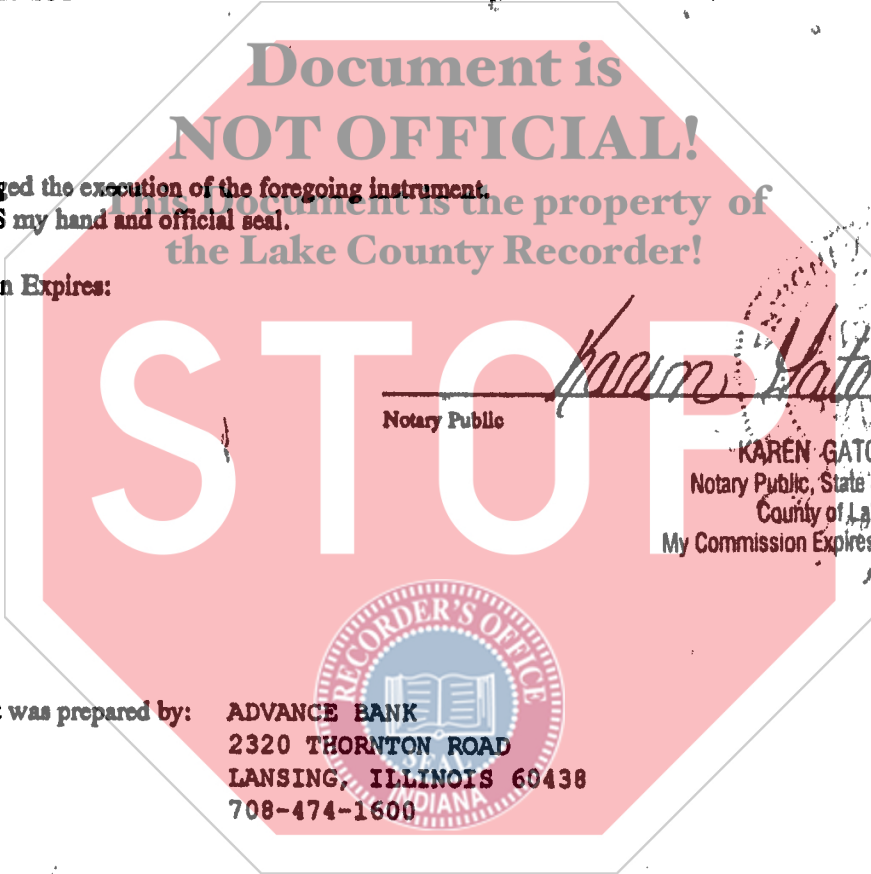 Document is
NOT OFFICIAL!
ged the execution of the foregoing instrument.
This Document is the property of
S my hand and official seal.
the Lake County Recorder!
n Expires:
STOP
Karen
Notary Public
KAREN GATO
Notary Public, State
County of La
My Commission Expires
RECORDER'S OFFICE
SEAL
INDIANA
t was prepared by: ADVANCE BANK
2320 THORNTON ROAD
LANSING, ILLINOIS 60438
708-474-1600